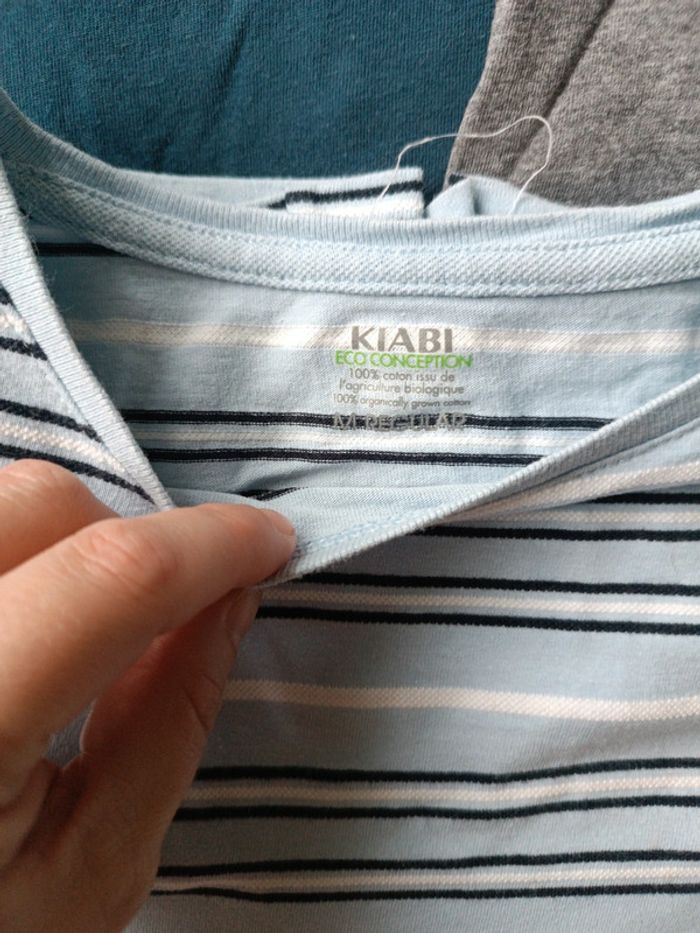 KIABI
ECO CONCEPTION
100% coton issu de
l'agriculture biologique
100% organically grown cotton
M REGULAR